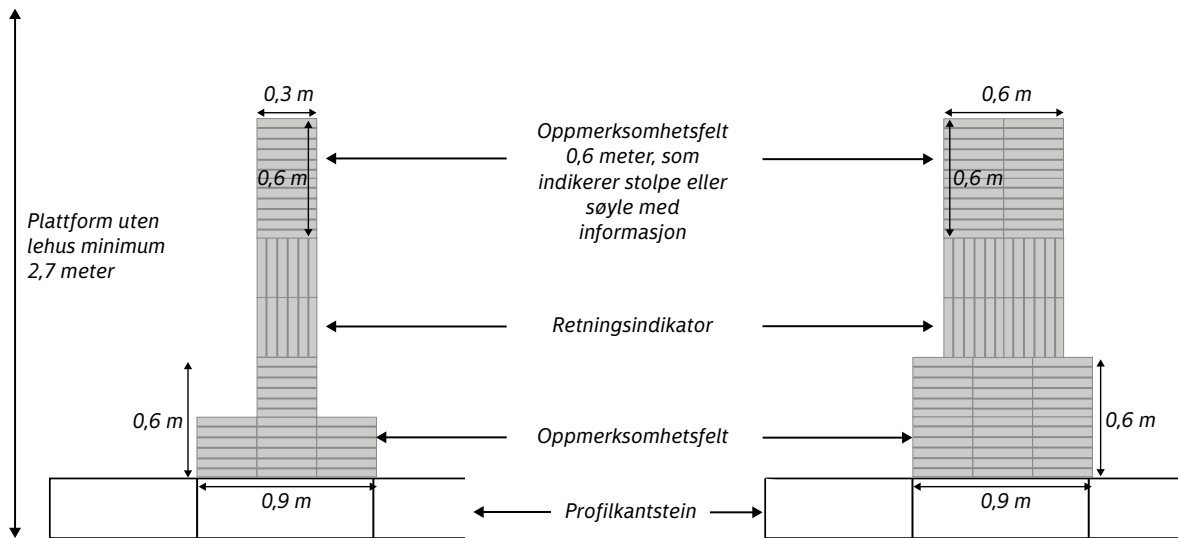 0,3 m
0,6 m
Oppmerksomhetsfelt
0,6 meter, som
indikerer stolpe eller
søyle med
informasjon
0,6 m
0,6 m
Plattform uten
lehus minimum
2,7 meter
Retningsindikator
0,6 m
Oppmerksomhetsfelt
0,6 m
0,9 m
Profilkantstein
0,9 m